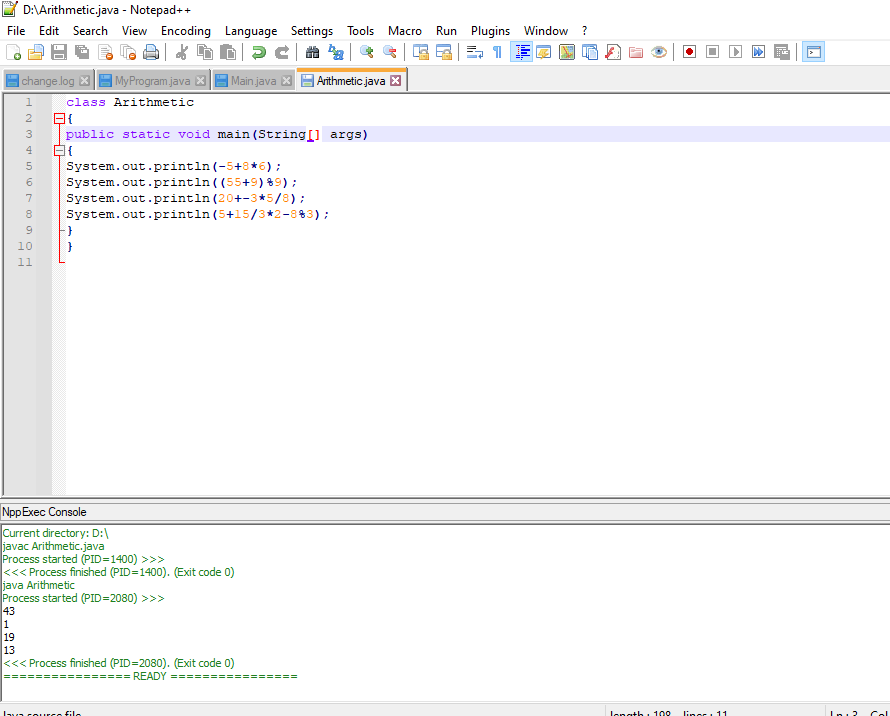 D:\Arithmetic.java - Notepad++
File Edit Search View Encoding Language Settings Tools Macro Run Plugins Window ?
change.log MyProgram.java Main.java Arithmetic.java
1 class Arithmetic
2 {
3 public static void main(String[] args)
4 {
5 System.out.println(-5+8*6);
6 System.out.println((55+9)%9);
7 System.out.println(20+-3*5/8);
8 System.out.println(5+15/3*2-8%3);
9 }
10 }
11
NppExec Console
Current directory: D:\
javac Arithmetic.java
Process started (PID=1400) >>>
<<< Process finished (PID=1400). (Exit code 0)
java Arithmetic
Process started (PID=2080) >>>
43
1
19
13
<<< Process finished (PID=2080). (Exit code 0)
================ READY ================
Java source file length : 198 lines : 11 Ln : 3 Col